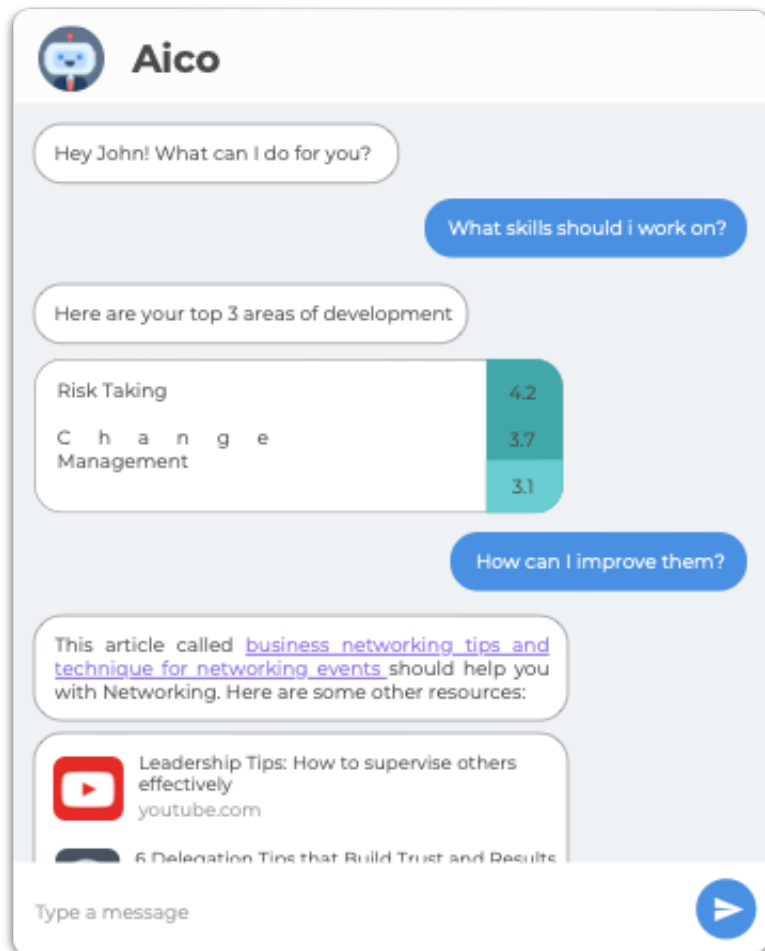 Aico
Hey John! What can I do for you?
What skills should i work on?
Here are your top 3 areas of development
Risk Taking
4.2
C h a n g e
Management
3.7
3.1
How can I improve them?
This article called business networking tips and
technique for networking events should help you
with Networking. Here are some other resources:
Leadership Tips: How to supervise others
effectively
youtube.com
6 Delegation Tips that Build Trust and Results
Type a message